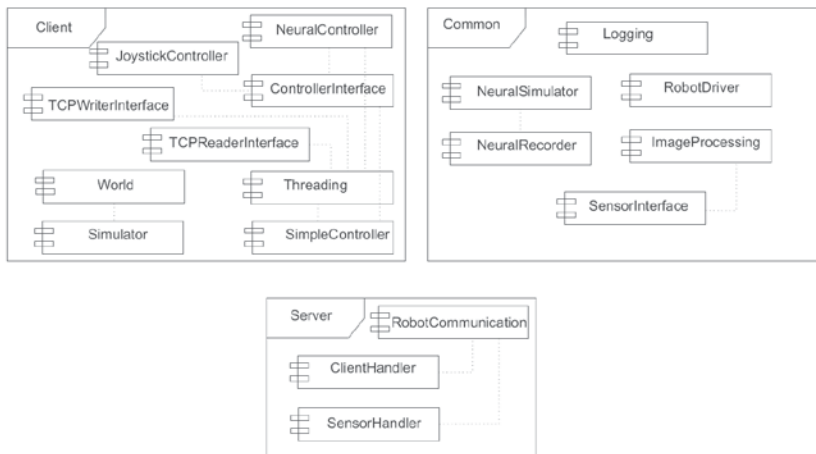 Client
NeuralController
JoystickController
ControllerInterface
TCPWriterInterface
TCPReaderInterface
World
Threading
Simulator
SimpleController
Common
Logging
NeuralSimulator
RobotDriver
NeuralRecorder
ImageProcessing
SensorInterface
Server
RobotCommunication
ClientHandler
SensorHandler